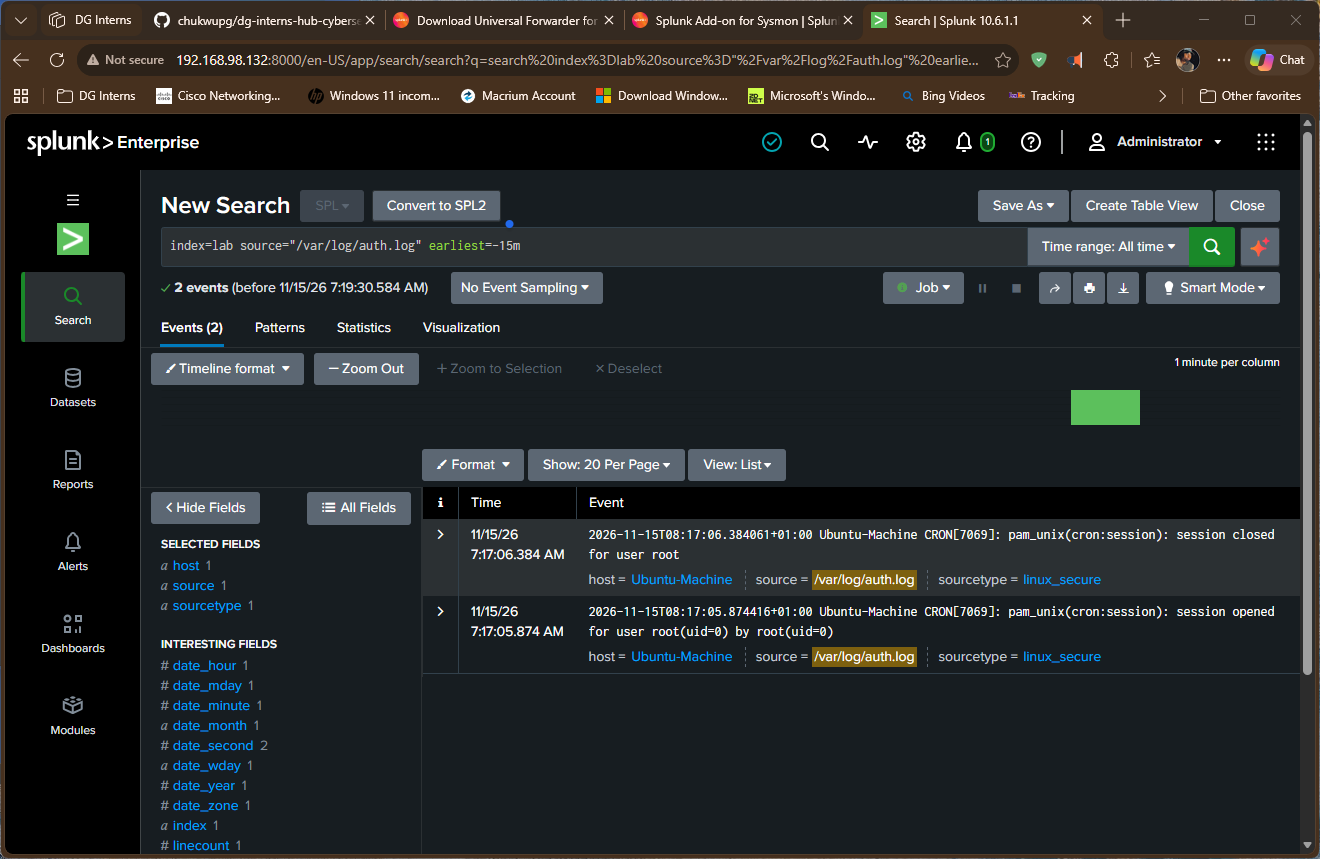 DG Interns
chukwupg/dg-interns-hub-cyberse
Download Universal Forwarder for
Splunk Add-on for Sysmon | Splun
Search | Splunk 10.6.1.1
Not secure
192.168.98.132:8000/en-US/app/search/search?q=search%20index%3Dlab%20source%3D"%2Fvar%2Flog%2Fauth.log"%20earlie...
Chat
DG Interns
Cisco Networking...
Windows 11 incom...
Macrium Account
Download Window...
Microsoft's Windo...
Bing Videos
Tracking
Other favorites
splunk>Enterprise
1
Administrator
New Search
SPL
Convert to SPL2
Save As
Create Table View
Close
index=lab source="/var/log/auth.log" earliest=-15m
Time range: All time
2 events (before 11/15/26 7:19:30.584 AM)
No Event Sampling
Job
Smart Mode
Search
Datasets
Reports
Alerts
Dashboards
Modules
Events (2)
Patterns
Statistics
Visualization
Timeline format
Zoom Out
+ Zoom to Selection
× Deselect
1 minute per column
Format
Show: 20 Per Page
View: List
Hide Fields
All Fields
SELECTED FIELDS
a host 1
a source 1
a sourcetype 1
INTERESTING FIELDS
# date_hour 1
# date_mday 1
# date_minute 1
a date_month 1
# date_second 2
a date_wday 1
# date_year 1
# date_zone 1
a index 1
# linecount 1
i
Time
Event
11/15/26
7:17:06.384 AM
2026-11-15T08:17:06.384061+01:00 Ubuntu-Machine CRON[7069]: pam_unix(cron:session): session closed
for user root
host = Ubuntu-Machine
source = /var/log/auth.log
sourcetype = linux_secure
11/15/26
7:17:05.874 AM
2026-11-15T08:17:05.874416+01:00 Ubuntu-Machine CRON[7069]: pam_unix(cron:session): session opened
for user root(uid=0) by root(uid=0)
host = Ubuntu-Machine
source = /var/log/auth.log
sourcetype = linux_secure